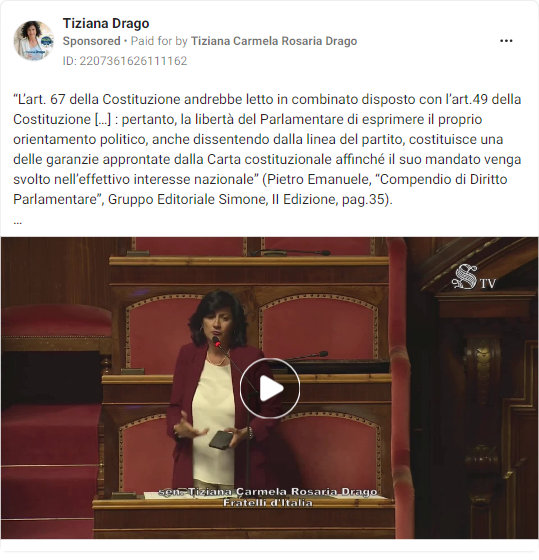 Tiziana Drago
Sponsored • Paid for by Tiziana Carmela Rosaria Drago
ID: 2207361626111162
“L’art. 67 della Costituzione andrebbe letto in combinato disposto con l’art.49 della
Costituzione [...] : pertanto, la libertà del Parlamentare di esprimere il proprio
orientamento politico, anche dissentendo dalla linea del partito, costituisce una
delle garanzie approntate dalla Carta costituzionale affinché il suo mandato venga
svolto nell’effettivo interesse nazionale” (Pietro Emanuele, “Compendio di Diritto
Parlamentare”, Gruppo Editoriale Simone, II Edizione, pag.35).
...
S TV
sen. Tiziana Carmela Rosaria Drago
Fratelli d'Italia